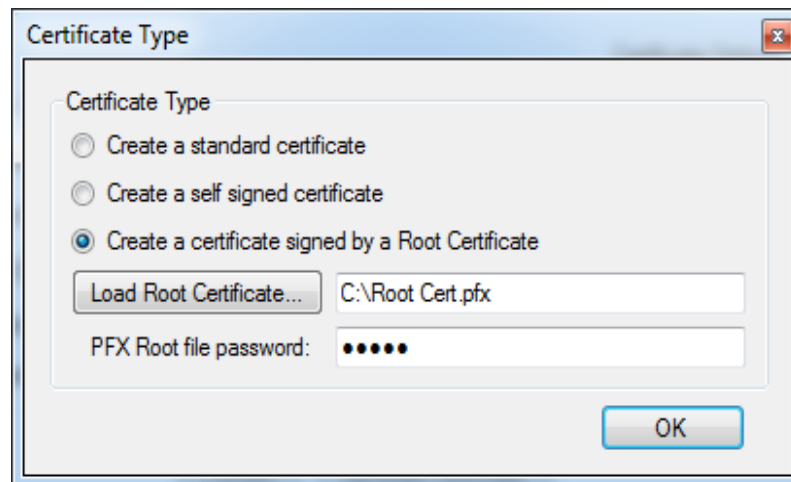 Certificate Type
Certificate Type
Create a standard certificate
Create a self signed certificate
Create a certificate signed by a Root Certificate
Load Root Certificate... C:\Root Cert.pfx
PFX Root file password: •••••
OK